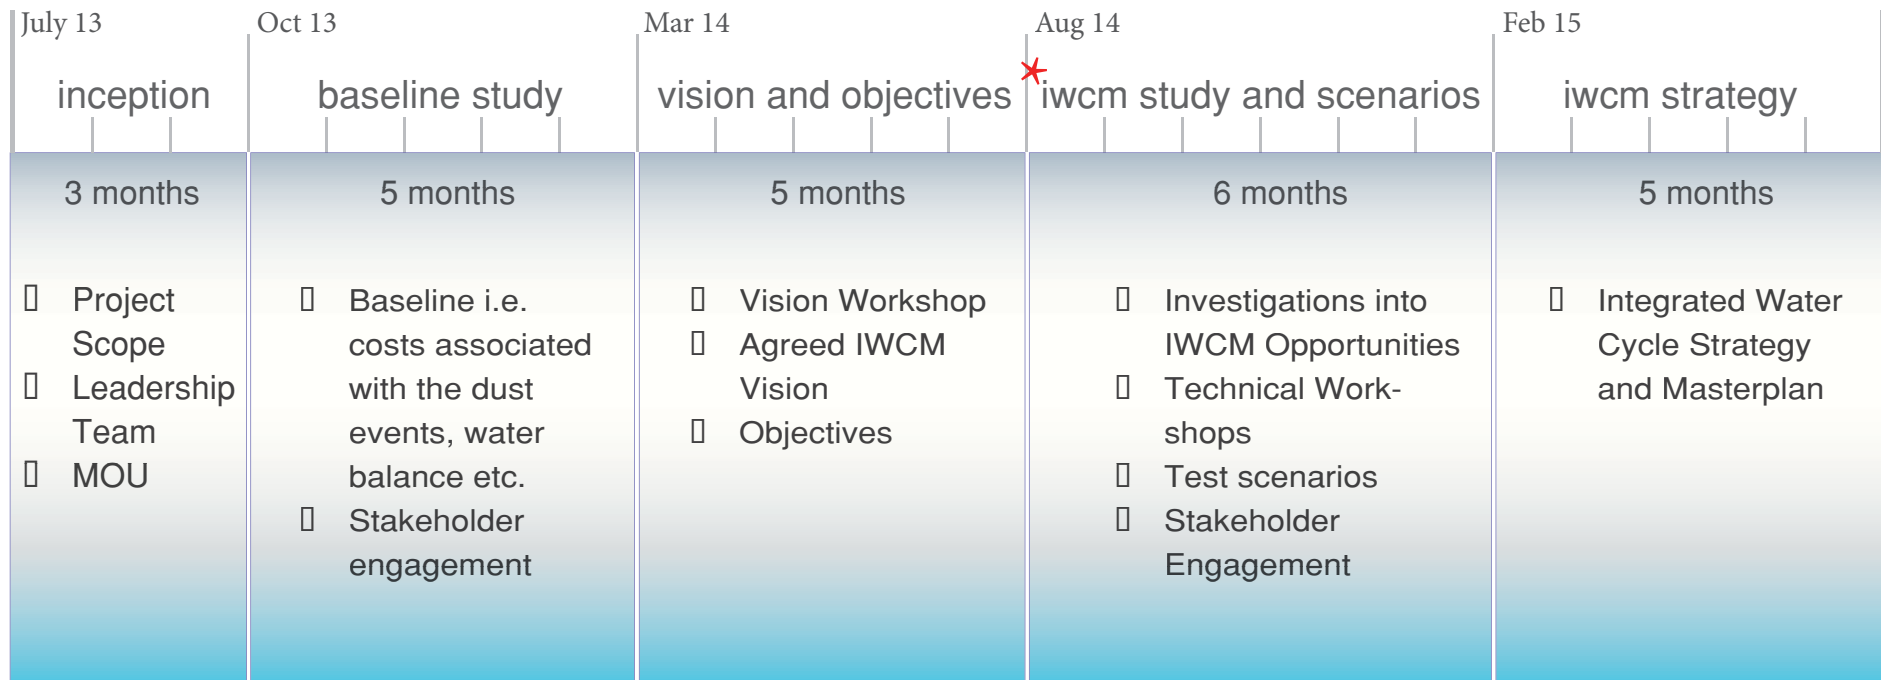 July 13
Oct 13
Mar 14
Aug 14
Feb 15
inception
baseline study
vision and objectives
iwcm study and scenarios
iwcm strategy
3 months
5 months
5 months
6 months
5 months
Project
Scope
Leadership
Team
MOU
Baseline i.e.
costs associated
with the dust
events, water
balance etc.
Stakeholder
engagement
Vision Workshop
Agreed IWCM
Vision
Objectives
Investigations into
IWCM Opportunities
Technical Work-
shops
Test scenarios
Stakeholder
Engagement
Integrated Water
Cycle Strategy
and Masterplan